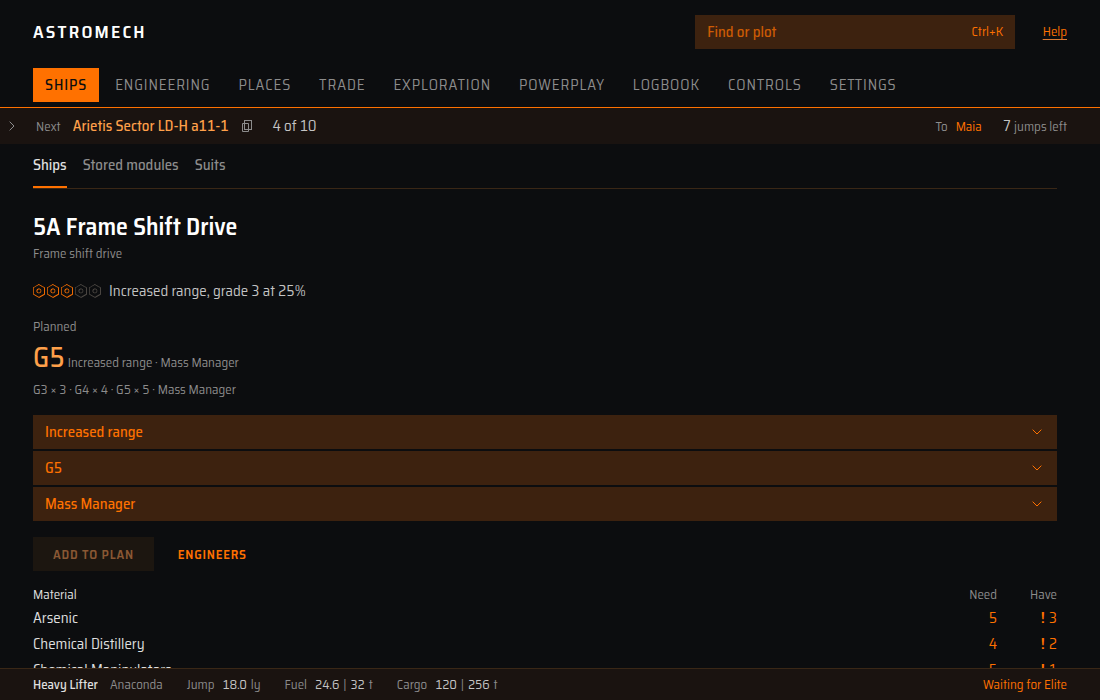 ASTROMECH
Find or plot Ctrl+K Help
SHIPS ENGINEERING PLACES TRADE EXPLORATION POWERPLAY LOGBOOK CONTROLS SETTINGS
Next Arietis Sector LD-H a11-1 4 of 10 To Maia 7 jumps left
Ships Stored modules Suits
5A Frame Shift Drive
Frame shift drive
Increased range, grade 3 at 25%
Planned
G5 Increased range · Mass Manager
G3 × 3 · G4 × 4 · G5 × 5 · Mass Manager
Increased range
G5
Mass Manager
ADD TO PLAN ENGINEERS
Material Need Have
Arsenic 5 ! 3
Chemical Distillery 4 ! 2
Chemical Manipulators 5 ! 1
Heavy Lifter Anaconda Jump 18.0 ly Fuel 24.6 | 32 t Cargo 120 | 256 t Waiting for Elite